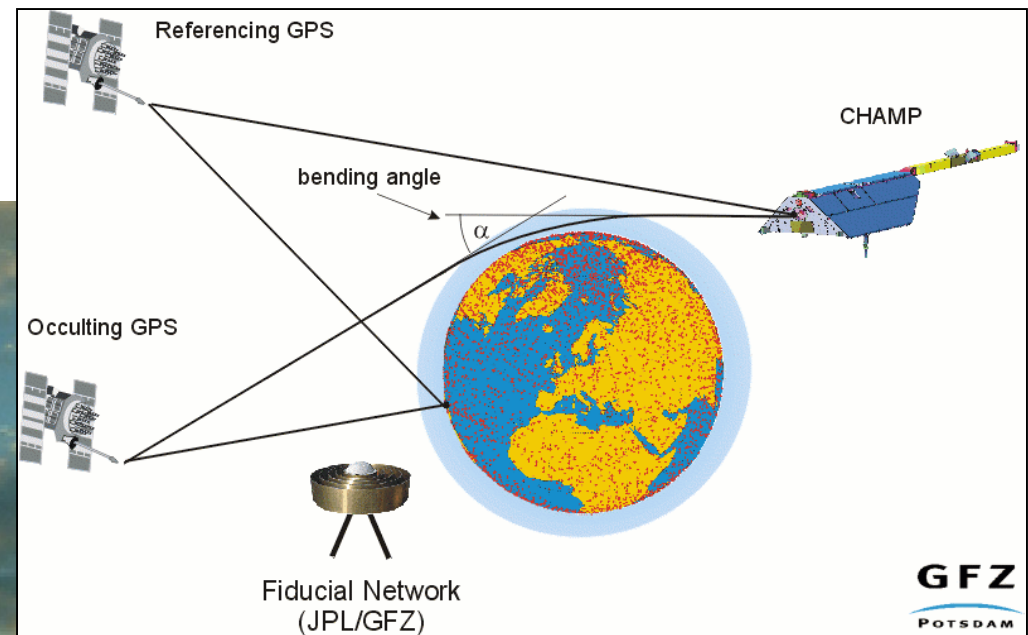 Referencing GPS
CHAMP
bending angle
α
Occulting GPS
Fiducial Network
(JPL/GFZ)
GFZ
POTSDAM